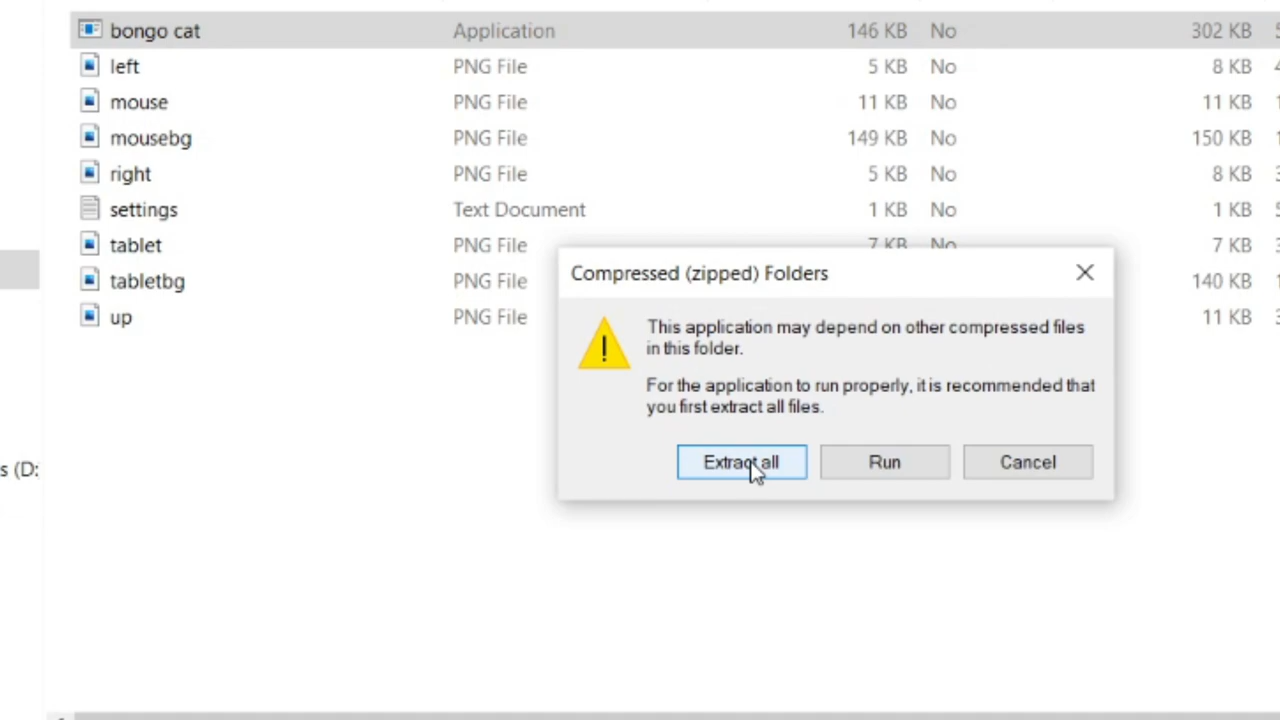 bongo cat Application 146 KB No 302 KB
left PNG File 5 KB No 8 KB
mouse PNG File 11 KB No 11 KB
mousebg PNG File 149 KB No 150 KB
right PNG File 5 KB No 8 KB
settings Text Document 1 KB No 1 KB
tablet PNG File 7 KB No 7 KB
tabletbg PNG File 140 KB
up PNG File 11 KB
Compressed (zipped) Folders
This application may depend on other compressed files
in this folder.
For the application to run properly, it is recommended that
you first extract all files.
Extract all Run Cancel
s (D: